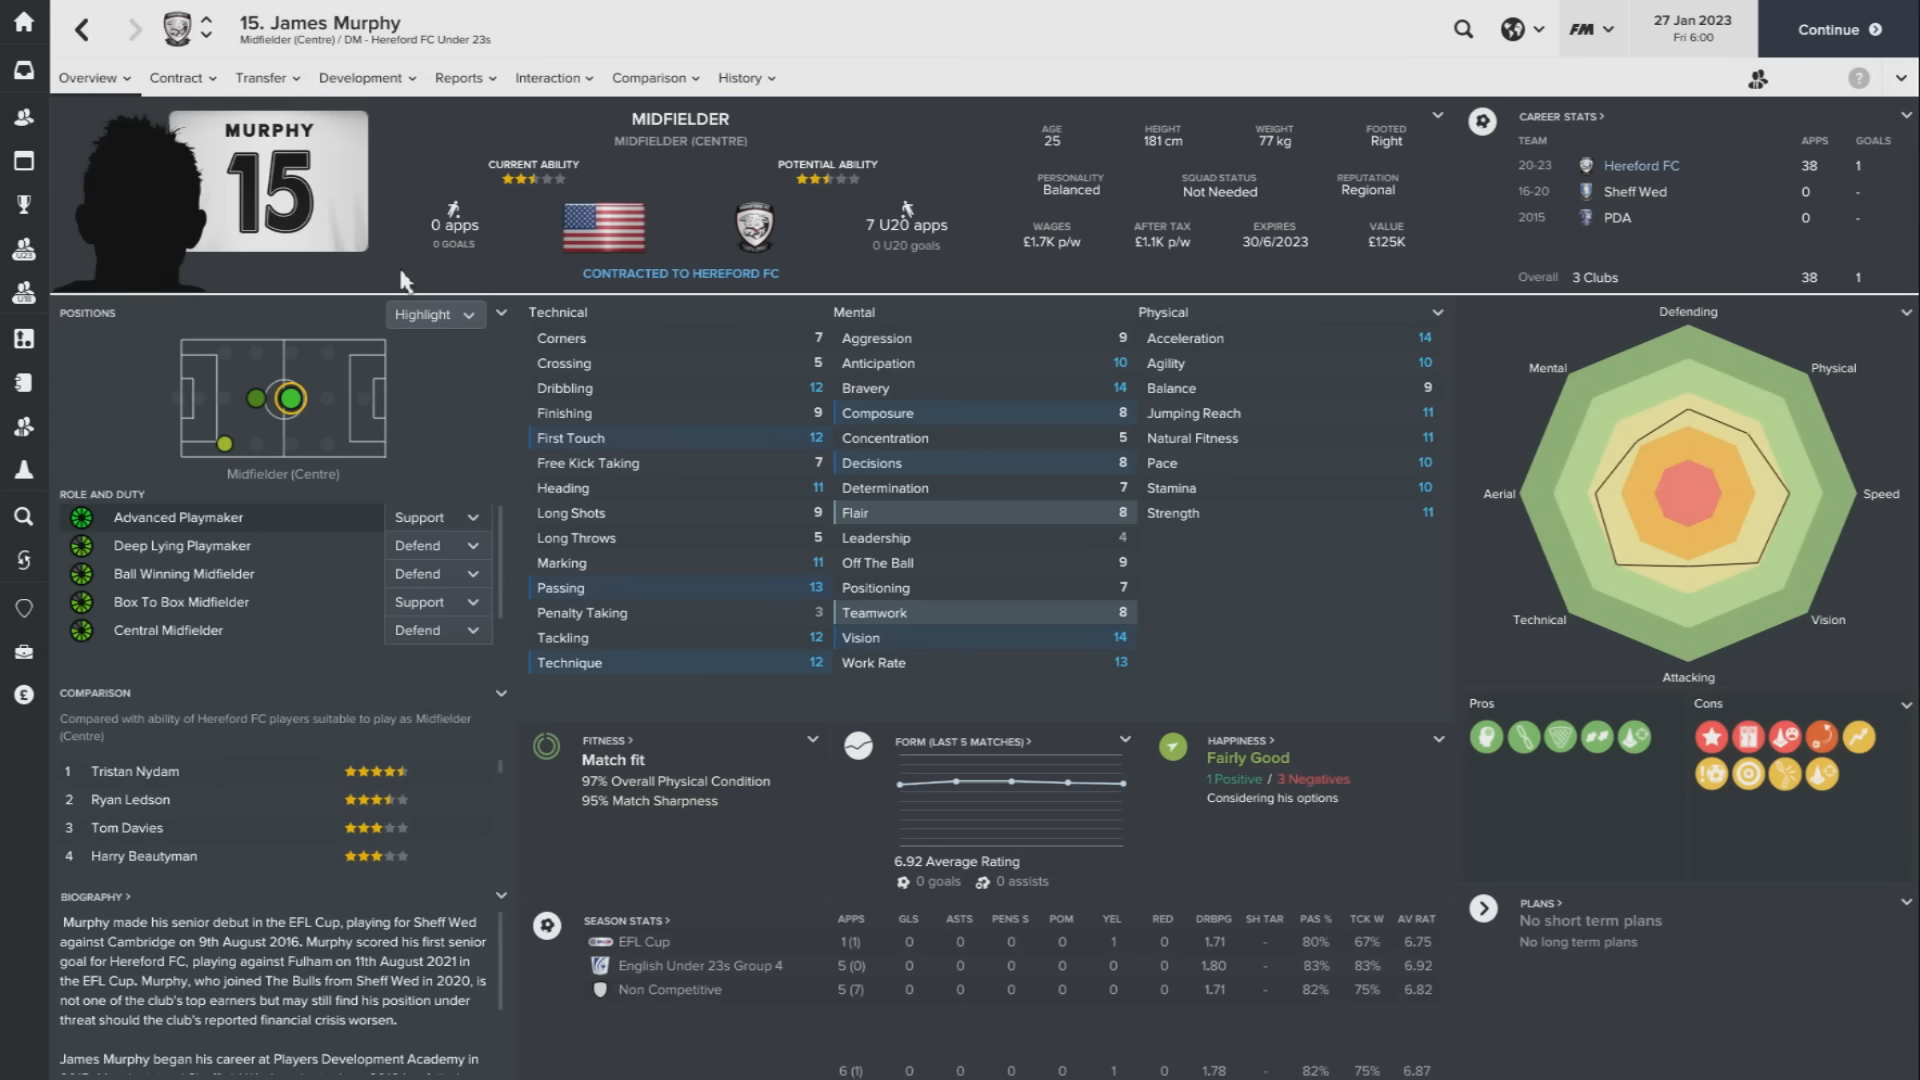 15. James Murphy
Midfielder (Centre) / DM - Hereford FC Under 23s
FM
27 Jan 2023
Fri 6:00
Continue
Overview Contract Transfer Development Reports Interaction Comparison History
?
U23
U18
MURPHY
15
MIDFIELDER
MIDFIELDER (CENTRE)
CURRENT ABILITY
POTENTIAL ABILITY
0 apps
0 GOALS
7 U20 apps
0 U20 goals
CONTRACTED TO HEREFORD FC
AGE HEIGHT WEIGHT FOOTED
25 181 cm 77 kg Right
PERSONALITY SQUAD STATUS REPUTATION
Balanced Not Needed Regional
WAGES AFTER TAX EXPIRES VALUE
£1.7K p/w £1.1K p/w 30/6/2023 £125K
CAREER STATS >
TEAM APPS GOALS
20-23 Hereford FC 38 1
16-20 Sheff Wed 0 -
2015 PDA 0 -
Overall 3 Clubs 38 1
POSITIONS
Highlight
Midfielder (Centre)
ROLE AND DUTY
Advanced Playmaker Support
Deep Lying Playmaker Defend
Ball Winning Midfielder Defend
Box To Box Midfielder Support
Central Midfielder Defend
Technical
Corners 7
Crossing 5
Dribbling 12
Finishing 9
First Touch 12
Free Kick Taking 7
Heading 11
Long Shots 9
Long Throws 5
Marking 11
Passing 13
Penalty Taking 3
Tackling 12
Technique 12
Mental
Aggression 9
Anticipation 10
Bravery 14
Composure 8
Concentration 5
Decisions 8
Determination 7
Flair 8
Leadership 4
Off The Ball 9
Positioning 7
Teamwork 8
Vision 14
Work Rate 13
Physical
Acceleration 14
Agility 10
Balance 9
Jumping Reach 11
Natural Fitness 11
Pace 10
Stamina 10
Strength 11
Defending
Physical
Speed
Vision
Attacking
Technical
Aerial
Mental
COMPARISON
Compared with ability of Hereford FC players suitable to play as Midfielder
(Centre)
1 Tristan Nydam
2 Ryan Ledson
3 Tom Davies
4 Harry Beautyman
BIOGRAPHY >
Murphy made his senior debut in the EFL Cup, playing for Sheff Wed
against Cambridge on 9th August 2016. Murphy scored his first senior
goal for Hereford FC, playing against Fulham on 11th August 2021 in
the EFL Cup. Murphy, who joined The Bulls from Sheff Wed in 2020, is
not one of the club's top earners but may still find his position under
threat should the club's reported financial crisis worsen.
James Murphy began his career at Players Development Academy in
FITNESS >
Match fit
97% Overall Physical Condition
95% Match Sharpness
FORM (LAST 5 MATCHES) >
6.92 Average Rating
0 goals 0 assists
HAPPINESS >
Fairly Good
1 Positive / 3 Negatives
Considering his options
Pros
Cons
SEASON STATS > APPS GLS ASTS PENS S POM YEL RED DRBPG SH TAR PAS % TCK W AV RAT
EFL Cup 1 (1) 0 0 0 0 1 0 1.71 - 80% 67% 6.75
English Under 23s Group 4 5 (0) 0 0 0 0 0 0 1.80 - 83% 83% 6.92
Non Competitive 5 (7) 0 0 0 0 0 0 1.71 - 82% 75% 6.82
6 (1) 0 0 0 0 1 0 1.78 - 82% 75% 6.87
PLANS >
No short term plans
No long term plans